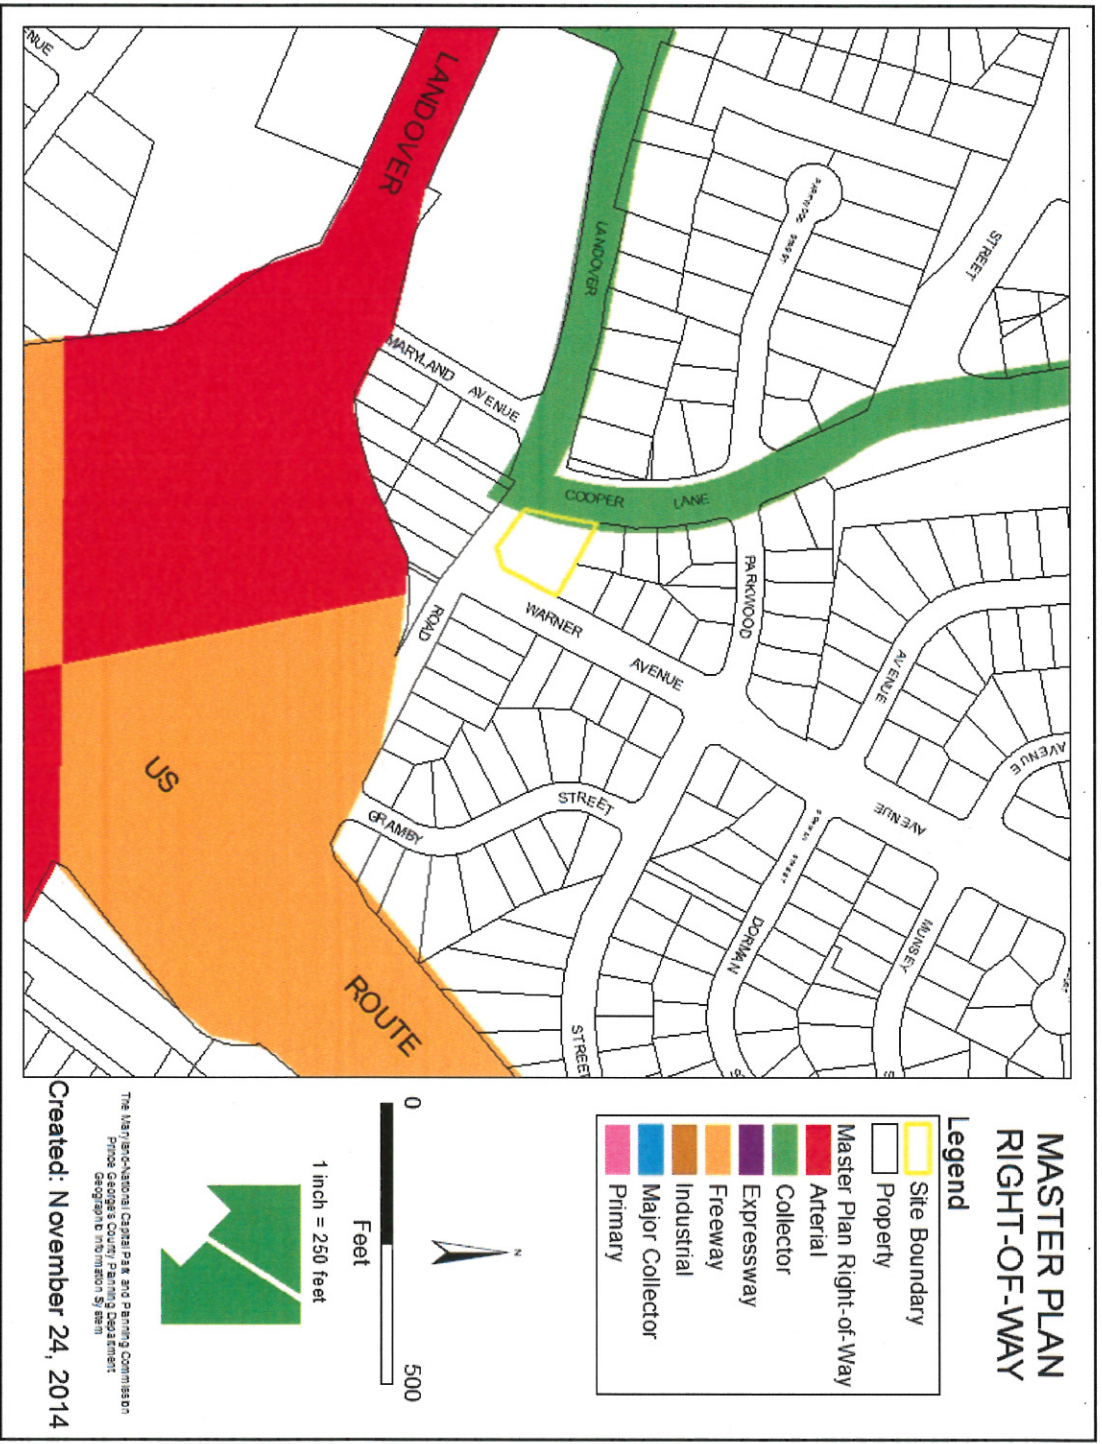 MASTER PLAN
RIGHT-OF-WAY
Legend
Site Boundary
Property
Master Plan Right-of-Way
Arterial
Collector
Expressway
Freeway
Industrial
Major Collector
Primary
N
0
500
Feet
1 inch = 250 feet
The Maryland-National Capital Park and Planning Commission
Prince George's County Planning Department
Geographic Information System
Created: November 24, 2014
LANDOVER
LANDOVER
MARYLAND AVENUE
COOPER LANE
PARKWOOD STREET
STREET
PARKWOOD
WARNER AVENUE
ROAD
AVENUE
AVENUE
AVENUE
STREET
GRAMBY
DORMAN
MUNSEY
STREET
US
ROUTE
ENUE
S
S